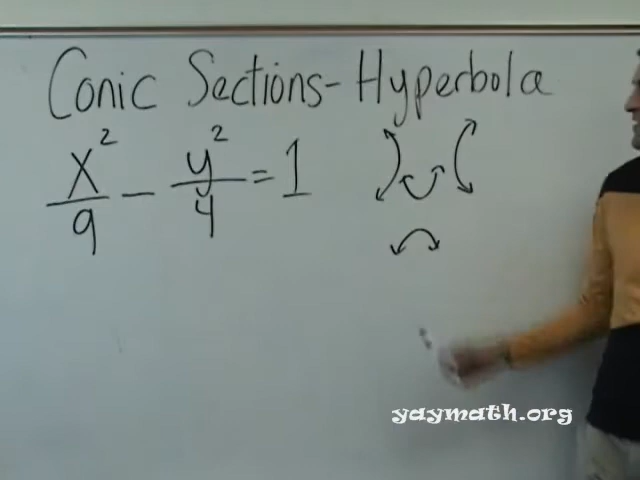 Conic Sections-Hyperbola
x²/9 - y²/4 = 1
yaymath.org